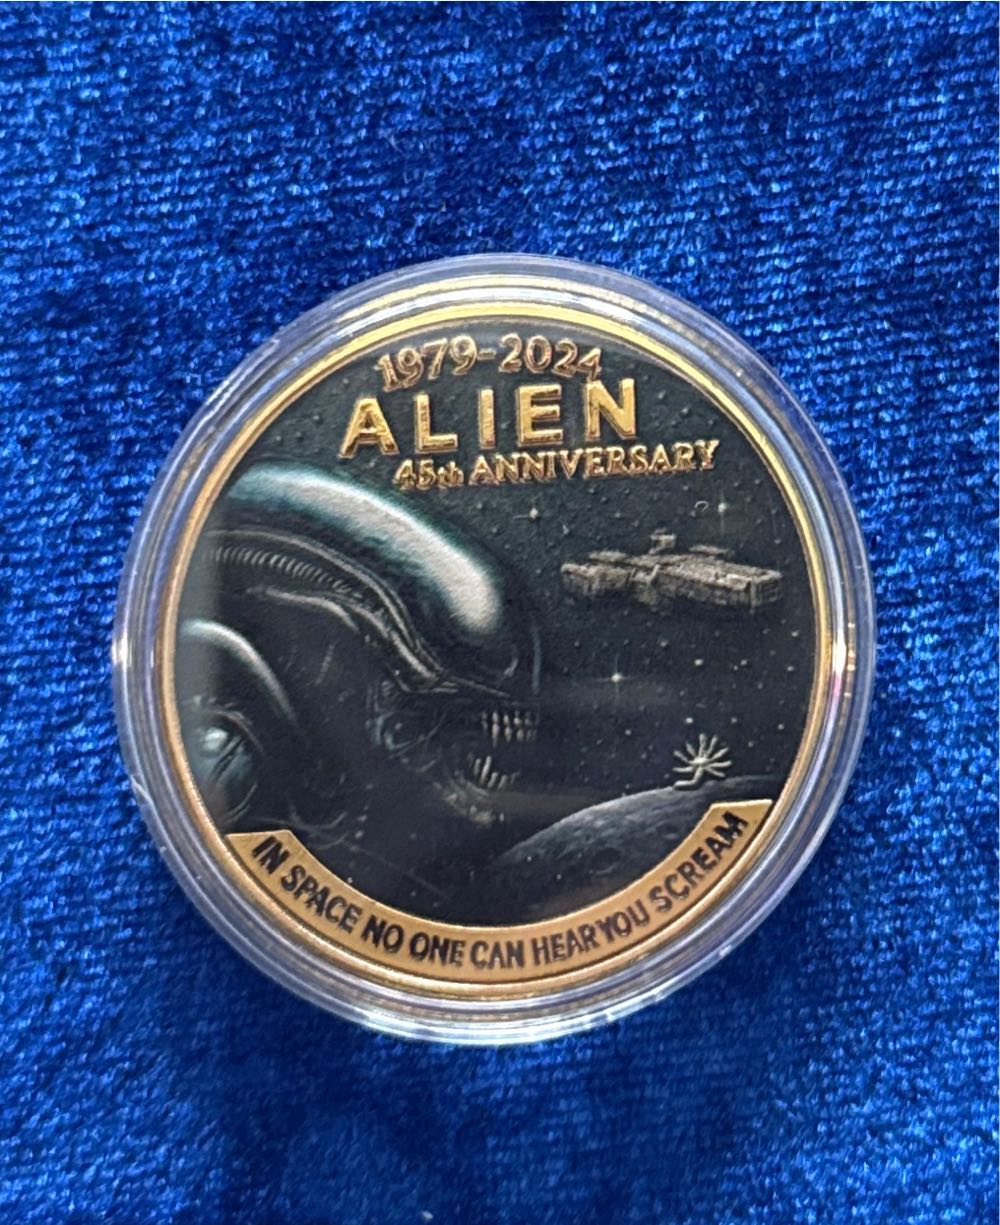 1979-2024
ALIEN
45th ANNIVERSARY
IN SPACE NO ONE CAN HEAR YOU SCREAM